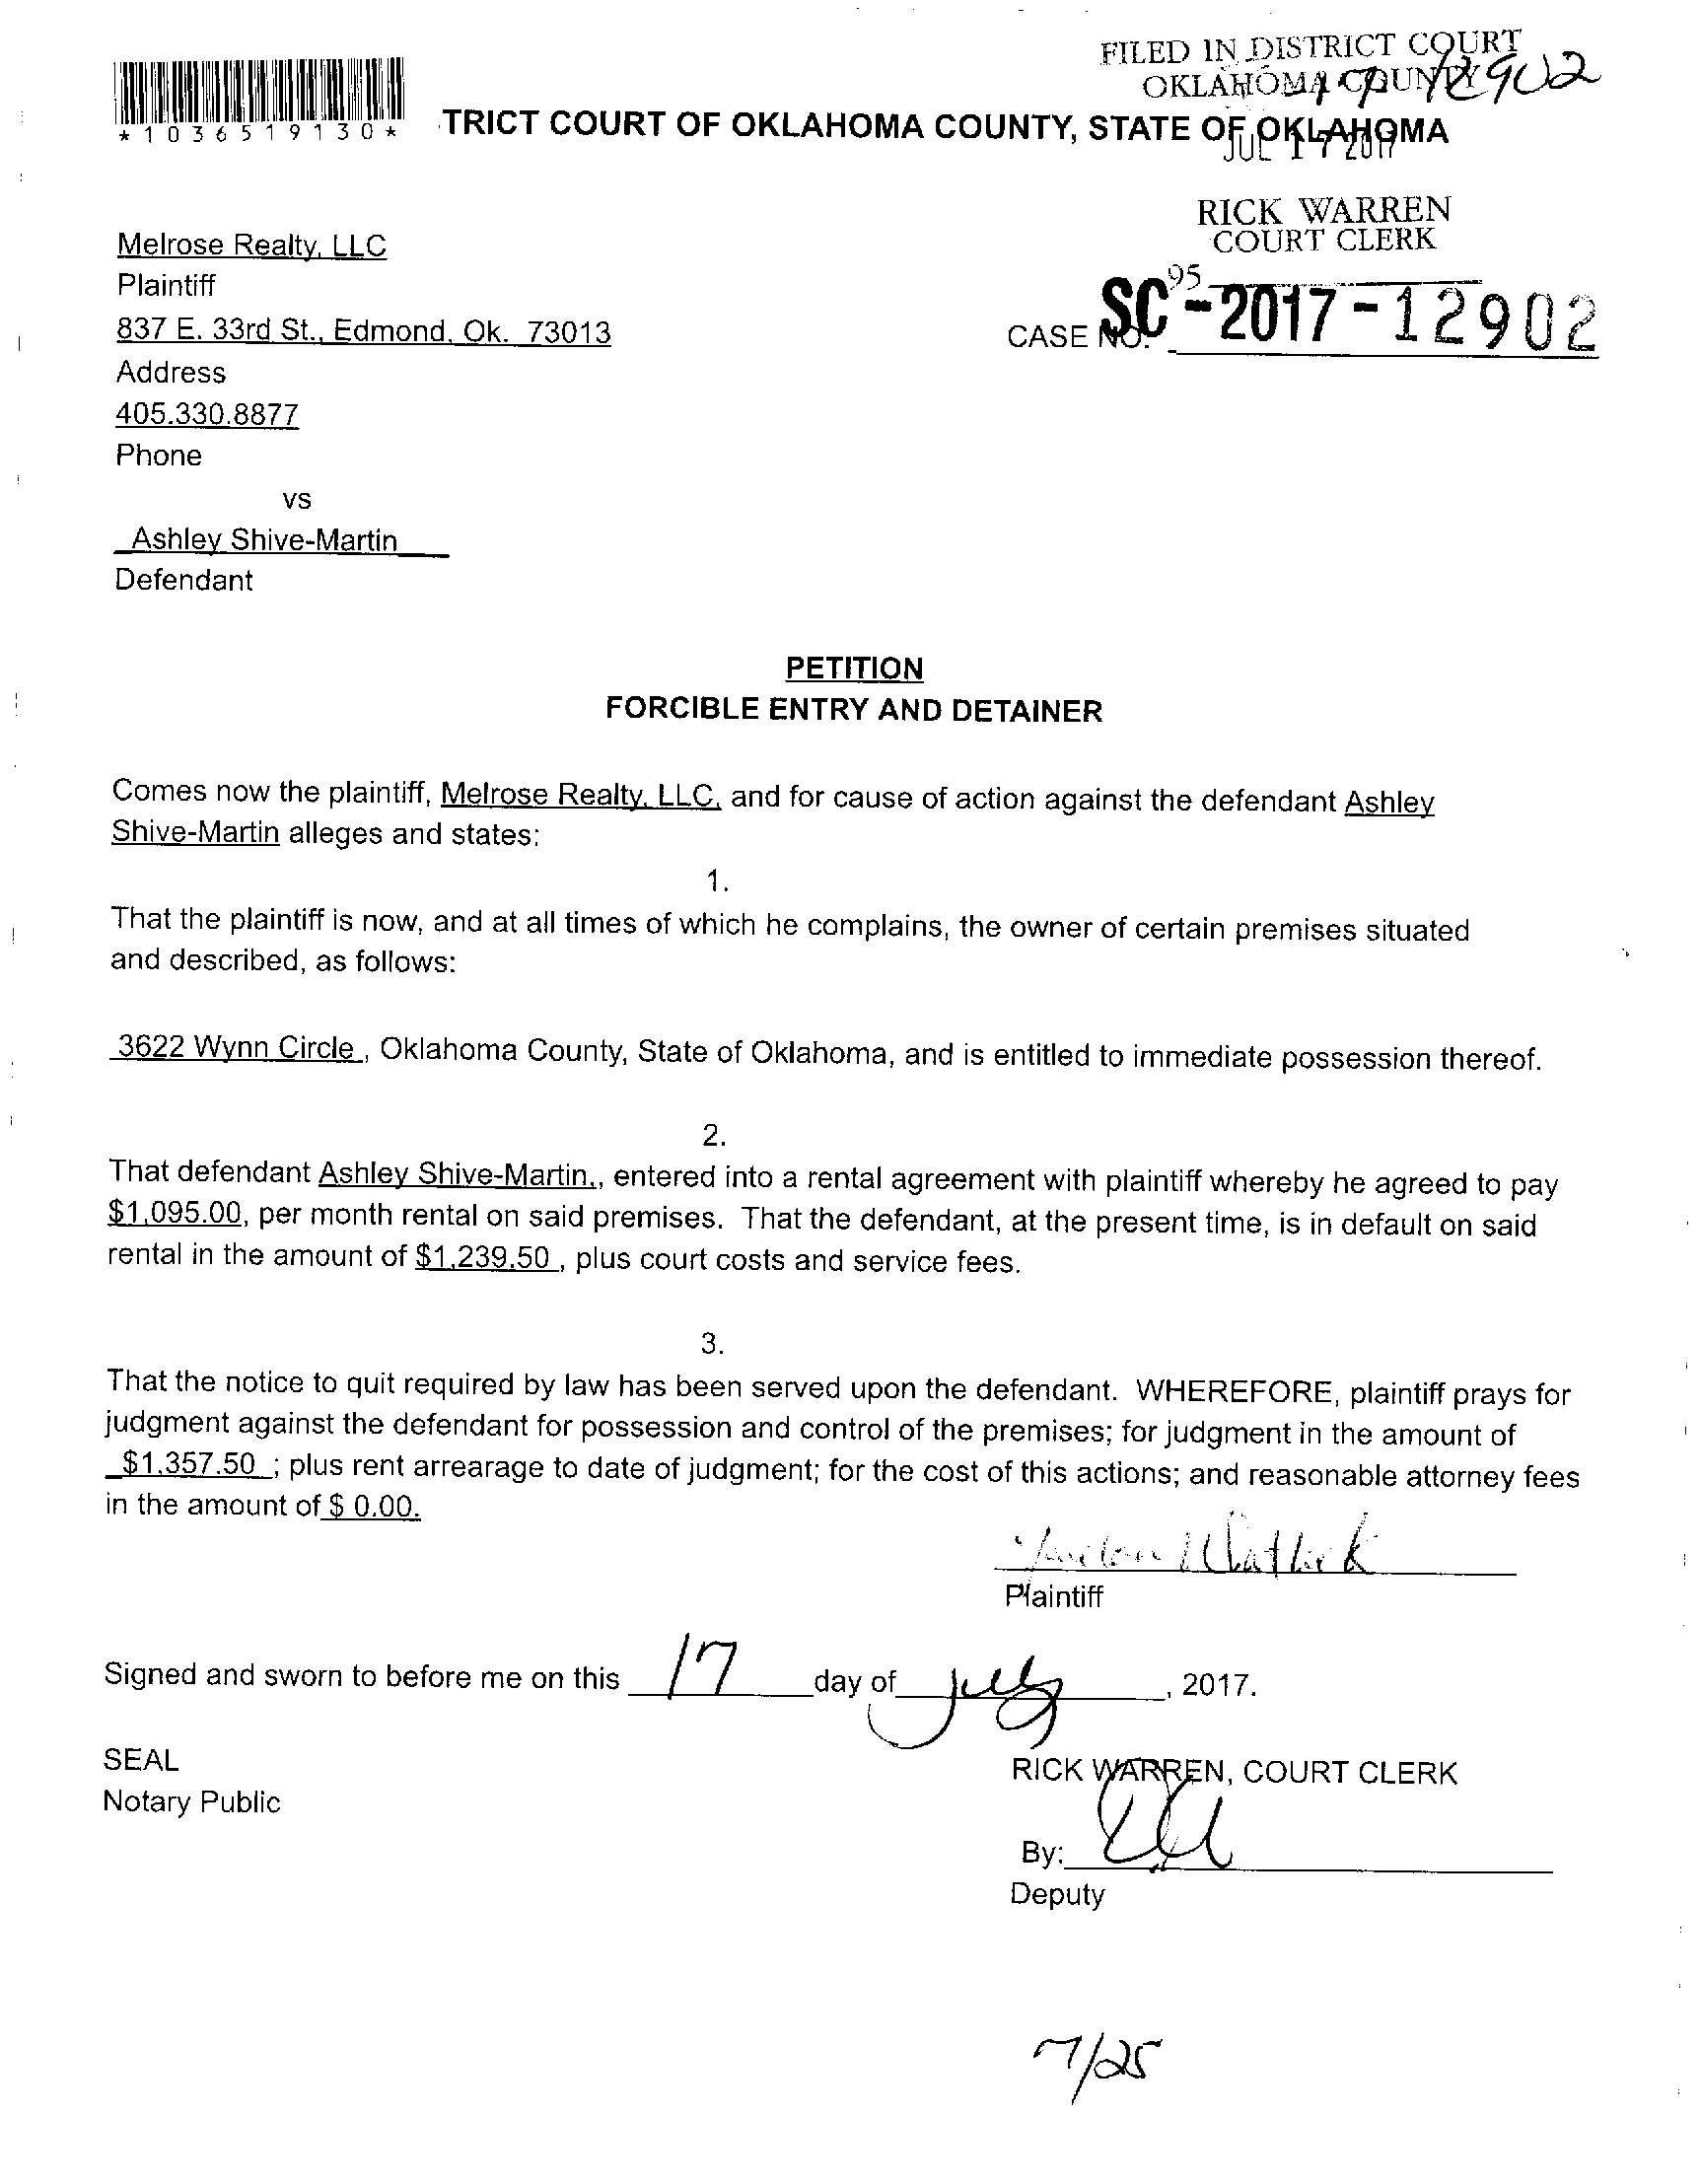 FILED IN DISTRICT COURT
OKLAHOMA COUNTY
12902
*1036519130*
TRICT COURT OF OKLAHOMA COUNTY, STATE OF OKLAHOMA
JUL 17 2017
RICK WARREN
COURT CLERK
95
Melrose Realty, LLC
Plaintiff
837 E. 33rd St., Edmond, Ok. 73013
CASE NO. SC-2017-12902
Address
405.330.8877
Phone
vs
Ashley Shive-Martin
Defendant
PETITION
FORCIBLE ENTRY AND DETAINER
Comes now the plaintiff, Melrose Realty, LLC, and for cause of action against the defendant Ashley
Shive-Martin alleges and states:
1.
That the plaintiff is now, and at all times of which he complains, the owner of certain premises situated
and described, as follows:
3622 Wynn Circle , Oklahoma County, State of Oklahoma, and is entitled to immediate possession thereof.
2.
That defendant Ashley Shive-Martin., entered into a rental agreement with plaintiff whereby he agreed to pay
$1,095.00, per month rental on said premises. That the defendant, at the present time, is in default on said
rental in the amount of $1,239.50 , plus court costs and service fees.
3.
That the notice to quit required by law has been served upon the defendant. WHEREFORE, plaintiff prays for
judgment against the defendant for possession and control of the premises; for judgment in the amount of
$1,357.50 ; plus rent arrearage to date of judgment; for the cost of this actions; and reasonable attorney fees
in the amount of $ 0.00.
Plaintiff
Signed and sworn to before me on this 17 day of July, 2017.
SEAL
Notary Public
RICK WARREN, COURT CLERK
By:
Deputy
7/25